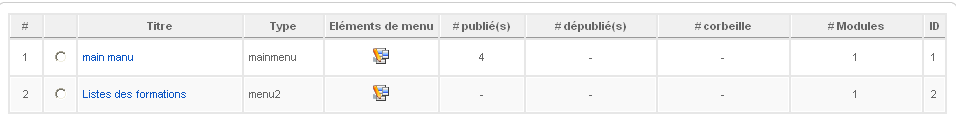 # Titre Type Eléments de menu # publié(s) # dépublié(s) # corbeille # Modules ID
1 main manu mainmenu 4 - - 1 1
2 Listes des formations menu2 - - - 1 2